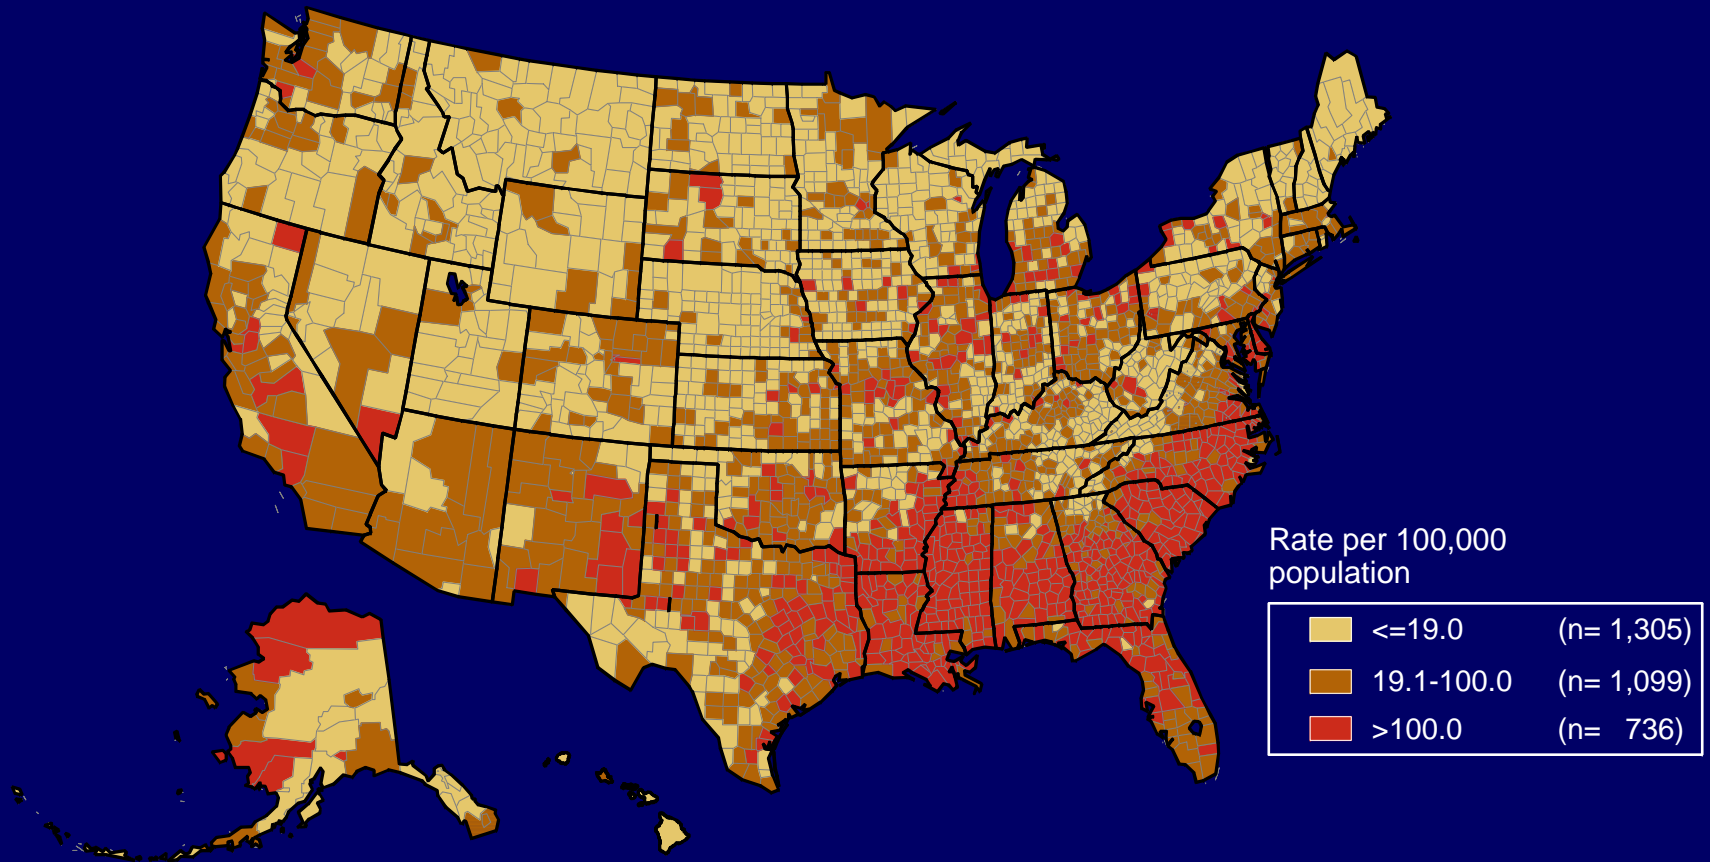 Rate per 100,000
population
<=19.0 (n= 1,305)
19.1-100.0 (n= 1,099)
>100.0 (n= 736)